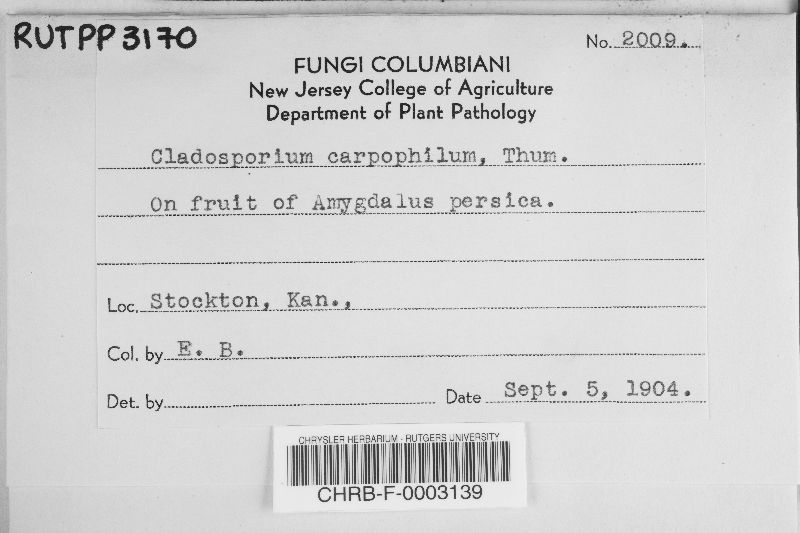 RUTPP3170
No. 2009.
FUNGI COLUMBIANI
New Jersey College of Agriculture
Department of Plant Pathology
Cladosporium carpophilum, Thum.
On fruit of Amygdalus persica.
Loc. Stockton, Kan.,
Col. by E. B.
Det. by
Date Sept. 5, 1904.
CHRYSLER HERBARIUM - RUTGERS UNIVERSITY
CHRB-F-0003139